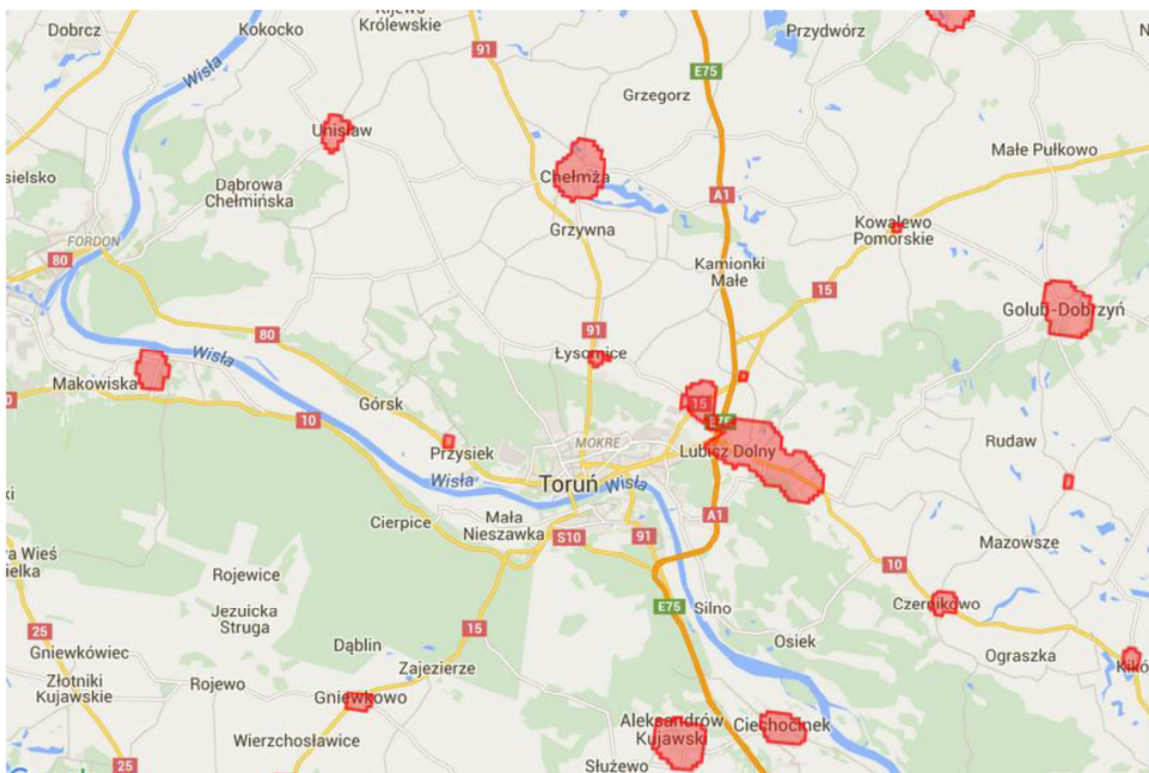 Dobrcz
Kokocko
Królewskie
91
Przydwórz
Wisła
E75
Grzegorz
Unisław
Małe Pułkowo
Dąbrowa
Chełmińska
Chełmża
A1
Kowalewo
Pomorskie
Grzywna
FORDON
80
Kamionki
Małe
15
Golub-Dobrzyń
80
91
Wisła
Łysomice
Makowiska
Górsk
15
10
E75
MOKRE
Rudaw
Przysiek
Lubicz Dolny
Wisła
Toruń
Wisła
Cierpice
Mała
Nieszawka
S10
91
A1
Mazowsze
Rojewice
10
Jezuicka
Struga
E75
Silno
Czernikowo
25
15
Dąblin
Osiek
Gniewkówiec
Zajezierze
Ograszka
Złotniki
Kujawskie
Rojewo
Gniewkowo
Aleksandrów
Kujawski
Ciechocinek
Wierzchosławice
25
Służewo